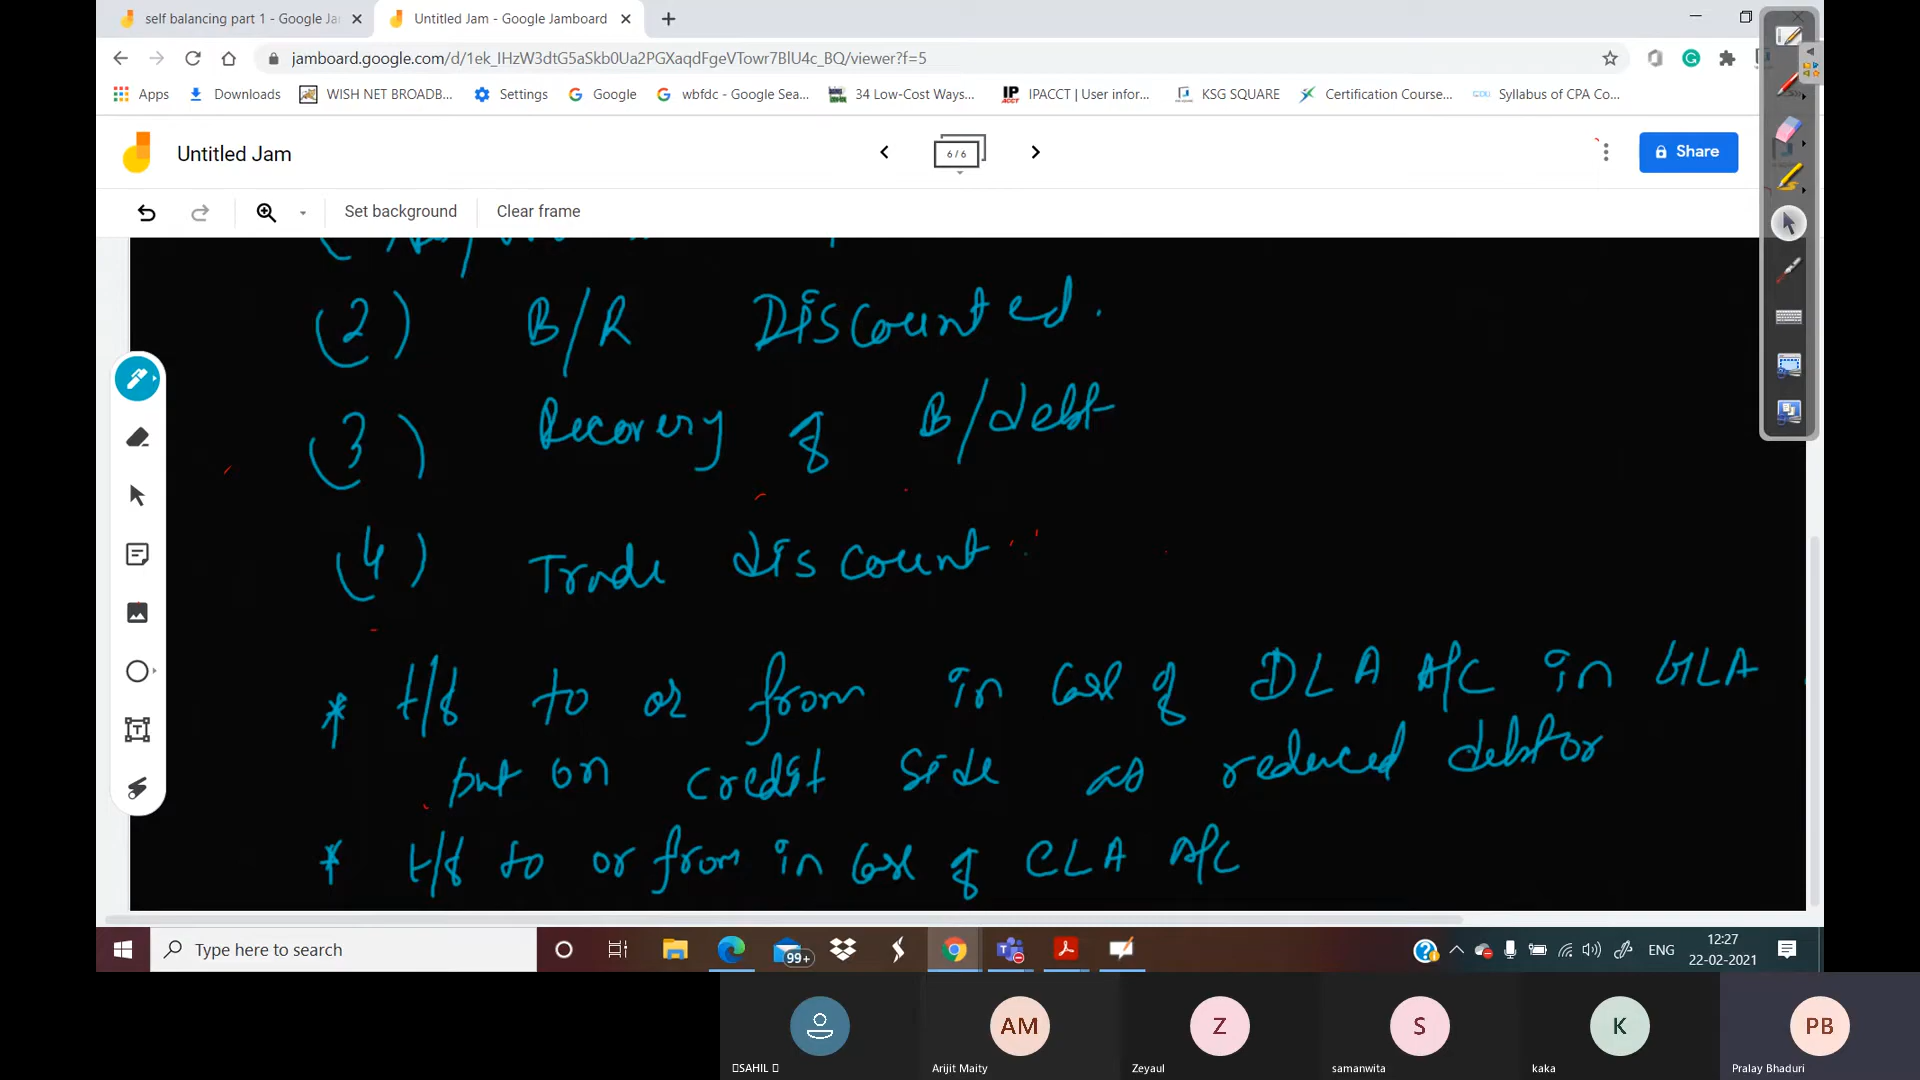 self balancing part 1 - Google Ja
Untitled Jam - Google Jamboard
jamboard.google.com/d/1ek_IHzW3dtG5aSkb0Ua2PGXaqdFgeVTowr7BlU4c_BQ/viewer?f=5
Apps Downloads WISH NET BROADB... Settings Google wbfdc - Google Sea... 34 Low-Cost Ways... IPACCT | User infor... KSG SQUARE Certification Course... Syllabus of CPA Co...
Untitled Jam
6 / 6
Share
Set background Clear frame
(2) B/R Discounted.
(3) Recovery of B/debt
(4) Trade discount
* t/f to or from in case of DLA A/C in GLA
put on credit side as reduced debtor
* t/f to or from in case of CLA A/C
Type here to search
99+
ENG
12:27
22-02-2021
AM Z S K PB
SAHIL Arijit Maity Zeyaul samanwita kaka Pralay Bhaduri